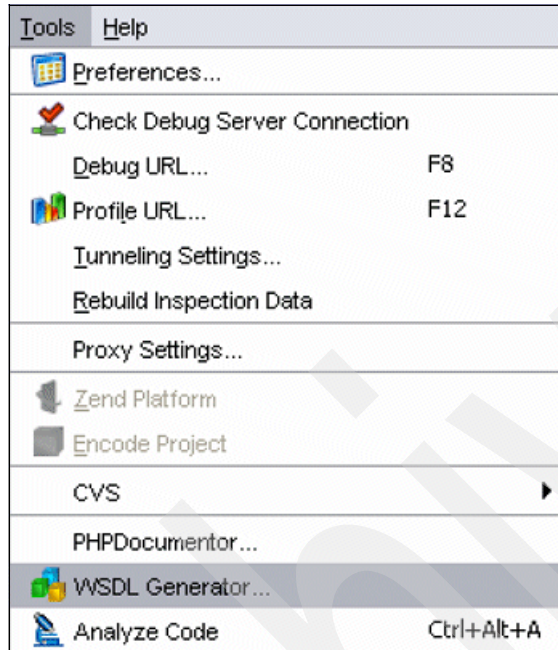 Tools Help
Preferences...
Check Debug Server Connection
Debug URL... F8
Profile URL... F12
Tunneling Settings...
Rebuild Inspection Data
Proxy Settings...
Zend Platform
Encode Project
CVS
PHPDocumentor...
WSDL Generator...
Analyze Code Ctrl+Alt+A